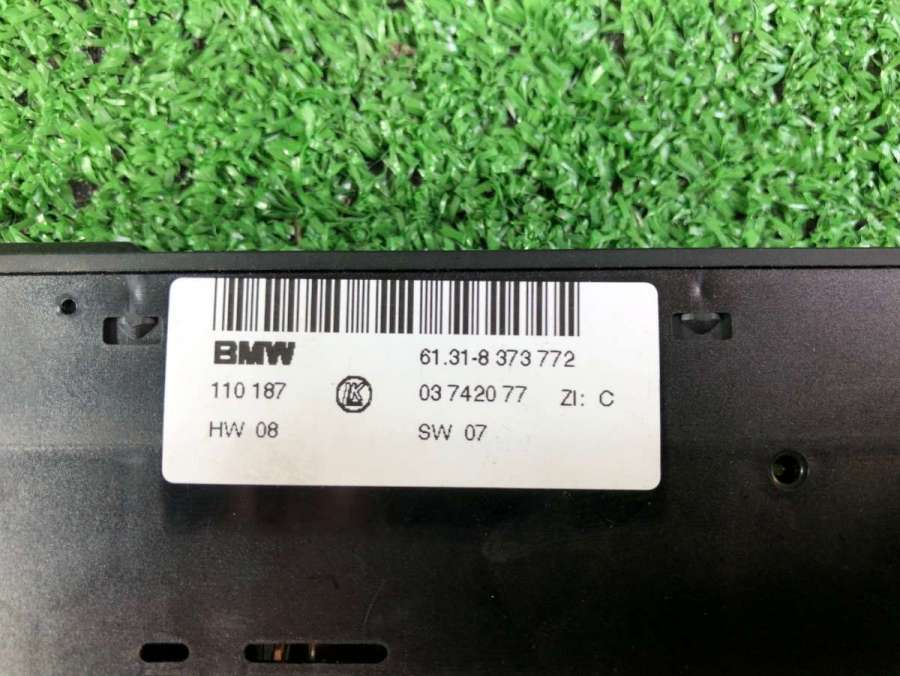 BMW 61.31-8 373 772
110 187 K 03 7420 77 ZI: C
HW 08 SW 07